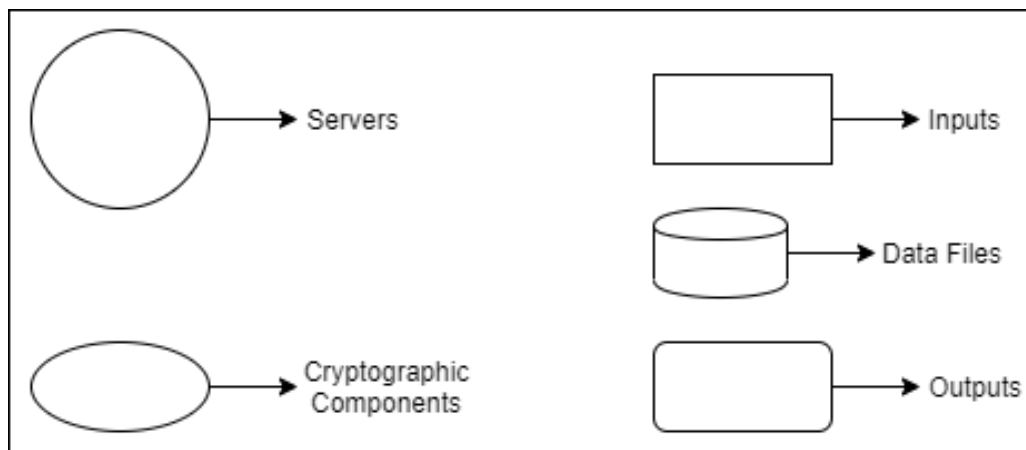 Servers
Inputs
Data Files
Cryptographic
Components
Outputs